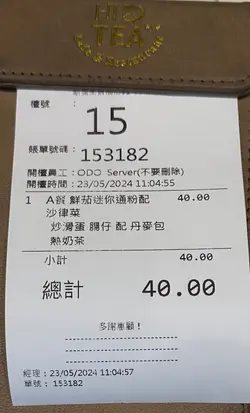 TEA
Cafe & Restaurant
檯號 :
15
賬單號碼 : 153182
開檯員工 : ODO Server(不要刪除)
開檯時間 : 23/05/2024 11:04:55
1 A餐 鮮茄迷你通粉配 40.00
沙律菜
炒滑蛋 腸仔 配 丹麥包
熱奶茶
小計 40.00
總計 40.00
多謝惠顧 !
經理 : 23/05/2024 11:04:57
單號 : 153182